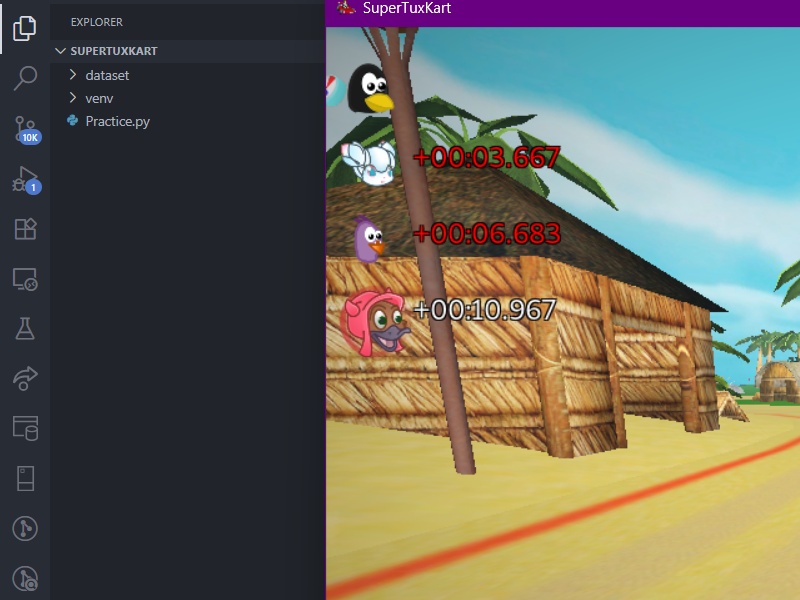 EXPLORER
SUPERTUXKART
dataset
venv
Practice.py
10K
1
SuperTuxKart
+00:03.667
+00:06.683
+00:10.967